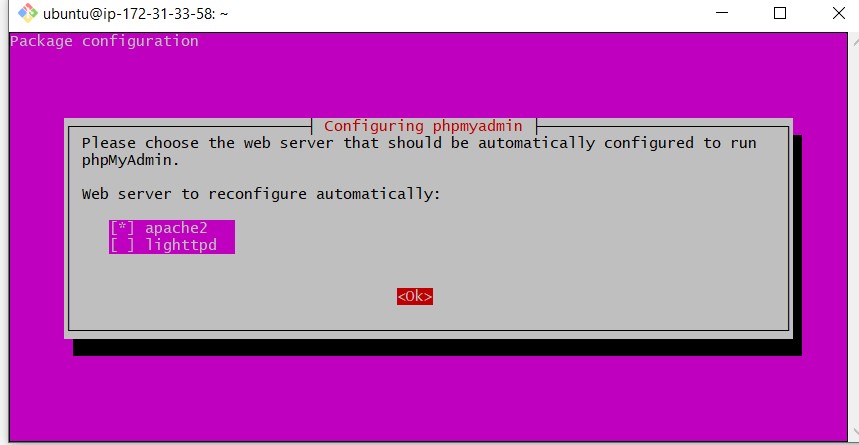 ubuntu@ip-172-31-33-58: ~
Package configuration
Configuring phpmyadmin
Please choose the web server that should be automatically configured to run
phpMyAdmin.
Web server to reconfigure automatically:
[*] apache2
[ ] lighttpd
<Ok>